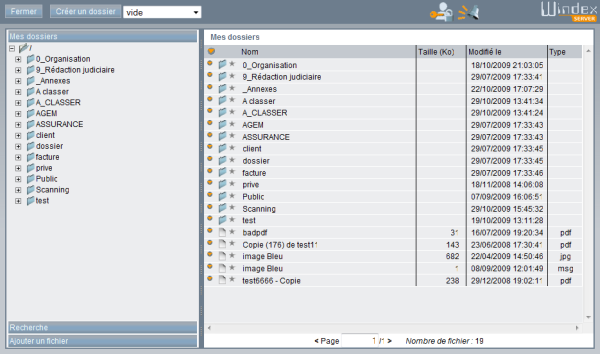 Fermer Créer un dossier vide
Windex
SERVER
Mes dossiers
/
0_Organisation
9_Rédaction judiciaire
_Annexes
A classer
A_CLASSER
AGEM
ASSURANCE
client
dossier
facture
prive
Public
Scanning
test
Recherche
Ajouter un fichier
Mes dossiers
Nom Taille (Ko) Modifié le Type
0_Organisation 18/10/2009 21:03:05
9_Rédaction judiciaire 29/07/2009 17:33:41
_Annexes 22/10/2009 17:07:29
A classer 29/10/2009 13:41:34
A_CLASSER 29/10/2009 13:41:24
AGEM 29/07/2009 17:33:43
ASSURANCE 29/07/2009 17:33:43
client 29/07/2009 17:33:45
dossier 29/07/2009 17:33:45
facture 29/07/2009 17:33:46
prive 18/11/2008 14:06:08
Public 07/09/2009 16:06:51
Scanning 29/10/2009 15:45:32
test 19/10/2009 13:11:28
badpdf 31 16/07/2009 19:20:34 pdf
Copie (176) de test11 143 23/06/2008 17:30:41 pdf
image Bleu 682 22/04/2009 14:50:46 jpg
image Bleu 1 08/09/2009 12:01:49 msg
test6666 - Copie 238 29/12/2008 19:02:11 pdf
< Page 1 /1 > Nombre de fichier : 19